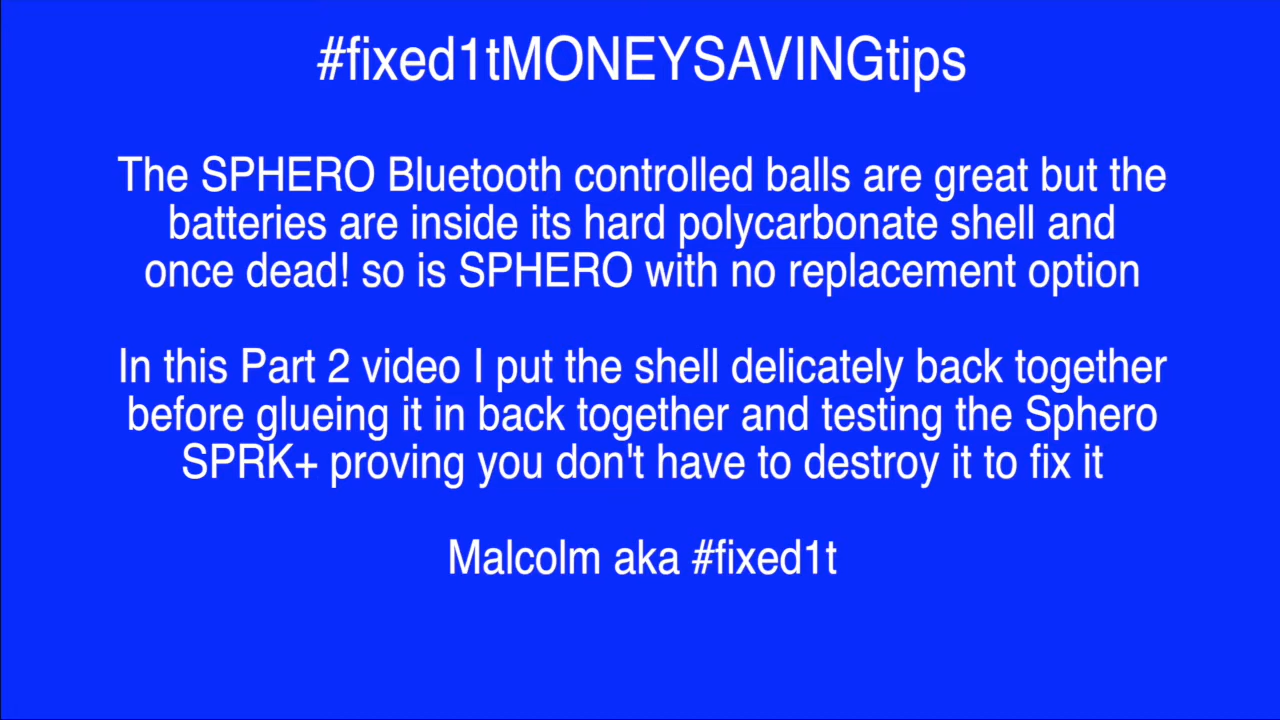 #fixed1tMONEYSAVINGtips
The SPHERO Bluetooth controlled balls are great but the
batteries are inside its hard polycarbonate shell and
once dead! so is SPHERO with no replacement option
In this Part 2 video I put the shell delicately back together
before glueing it in back together and testing the Sphero
SPRK+ proving you don't have to destroy it to fix it
Malcolm aka #fixed1t